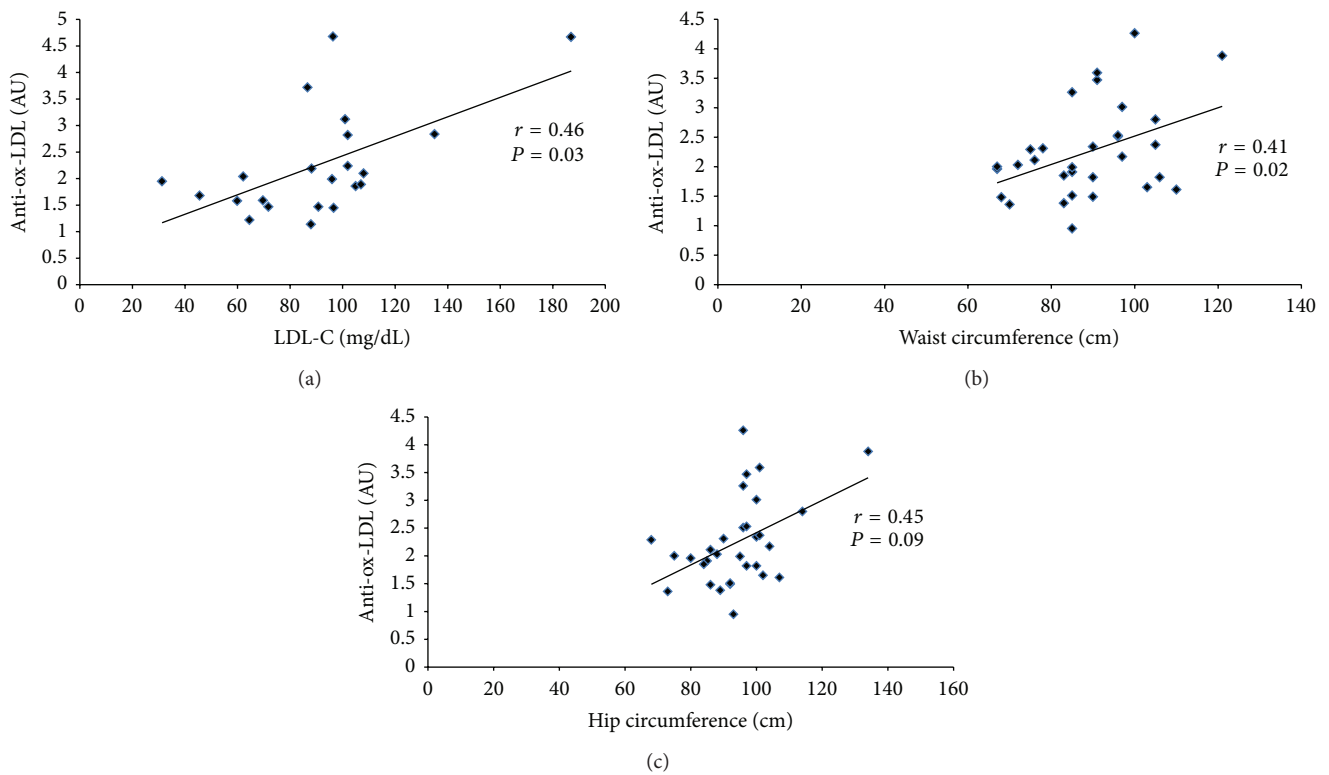 5
4.5
4
3.5
3
2.5
2
1.5
1
0.5
0
Anti-ox-LDL (AU)
r = 0.46
P = 0.03
0 20 40 60 80 100 120 140 160 180 200
LDL-C (mg/dL)
(a)
4.5
4
3.5
3
2.5
2
1.5
1
0.5
0
Anti-ox-LDL (AU)
r = 0.41
P = 0.02
0 20 40 60 80 100 120 140
Waist circumference (cm)
(b)
4.5
4
3.5
3
2.5
2
1.5
1
0.5
0
Anti-ox-LDL (AU)
r = 0.45
P = 0.09
0 20 40 60 80 100 120 140 160
Hip circumference (cm)
(c)